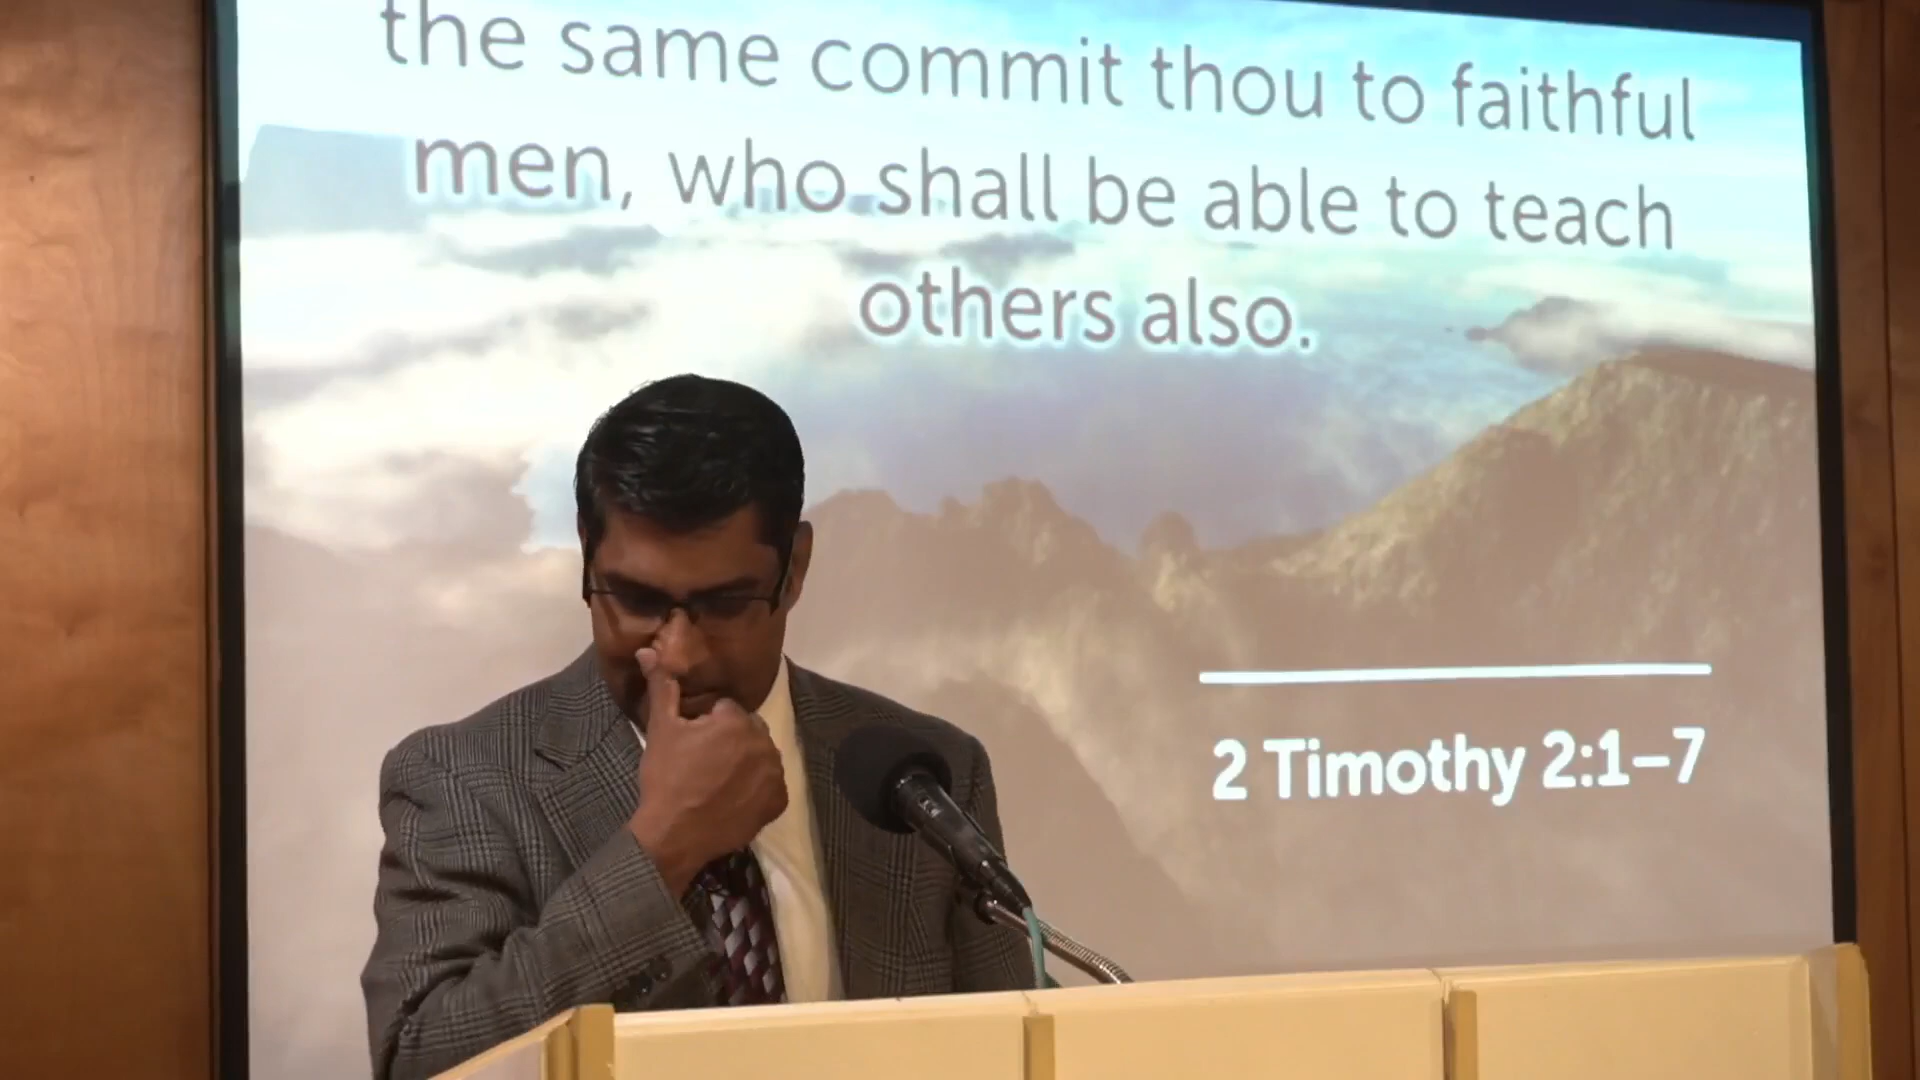 the same commit thou to faithful
men, who shall be able to teach
others also.
2 Timothy 2:1–7